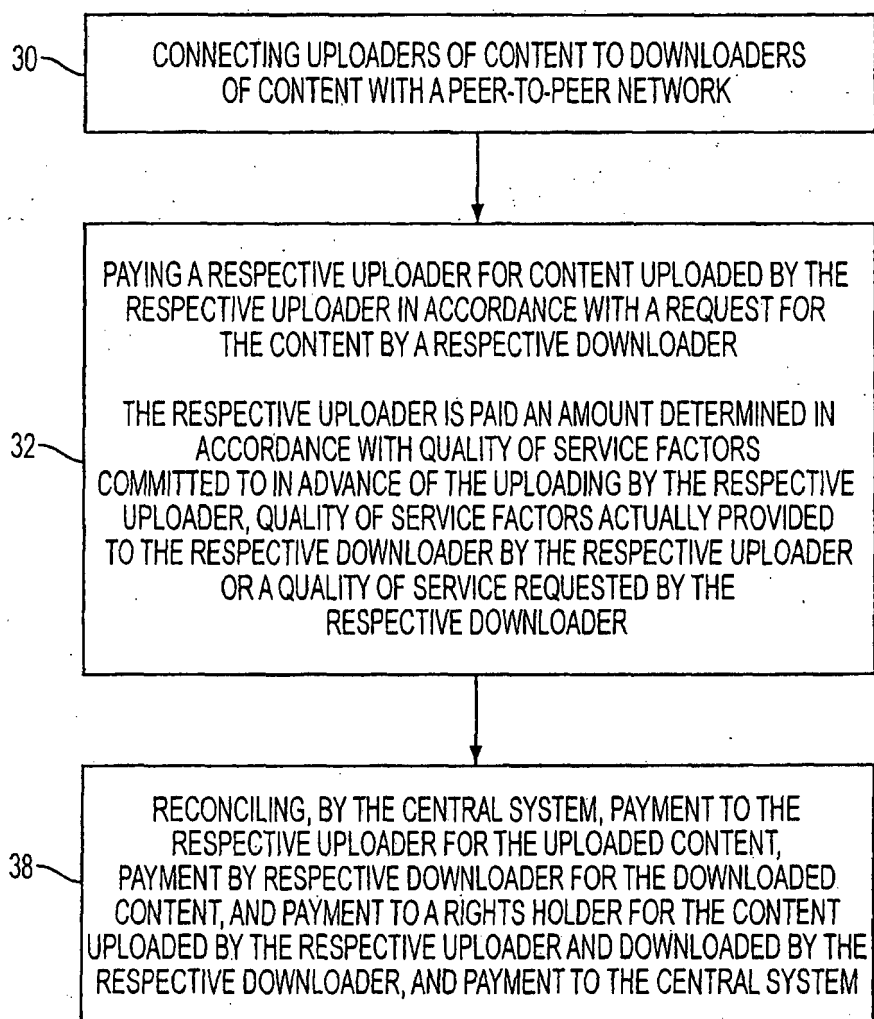 30
CONNECTING UPLOADERS OF CONTENT TO DOWNLOADERS
OF CONTENT WITH A PEER-TO-PEER NETWORK
32
PAYING A RESPECTIVE UPLOADER FOR CONTENT UPLOADED BY THE
RESPECTIVE UPLOADER IN ACCORDANCE WITH A REQUEST FOR
THE CONTENT BY A RESPECTIVE DOWNLOADER
THE RESPECTIVE UPLOADER IS PAID AN AMOUNT DETERMINED IN
ACCORDANCE WITH QUALITY OF SERVICE FACTORS
COMMITTED TO IN ADVANCE OF THE UPLOADING BY THE RESPECTIVE
UPLOADER, QUALITY OF SERVICE FACTORS ACTUALLY PROVIDED
TO THE RESPECTIVE DOWNLOADER BY THE RESPECTIVE UPLOADER
OR A QUALITY OF SERVICE REQUESTED BY THE
RESPECTIVE DOWNLOADER
38
RECONCILING, BY THE CENTRAL SYSTEM, PAYMENT TO THE
RESPECTIVE UPLOADER FOR THE UPLOADED CONTENT,
PAYMENT BY RESPECTIVE DOWNLOADER FOR THE DOWNLOADED
CONTENT, AND PAYMENT TO A RIGHTS HOLDER FOR THE CONTENT
UPLOADED BY THE RESPECTIVE UPLOADER AND DOWNLOADED BY THE
RESPECTIVE DOWNLOADER, AND PAYMENT TO THE CENTRAL SYSTEM